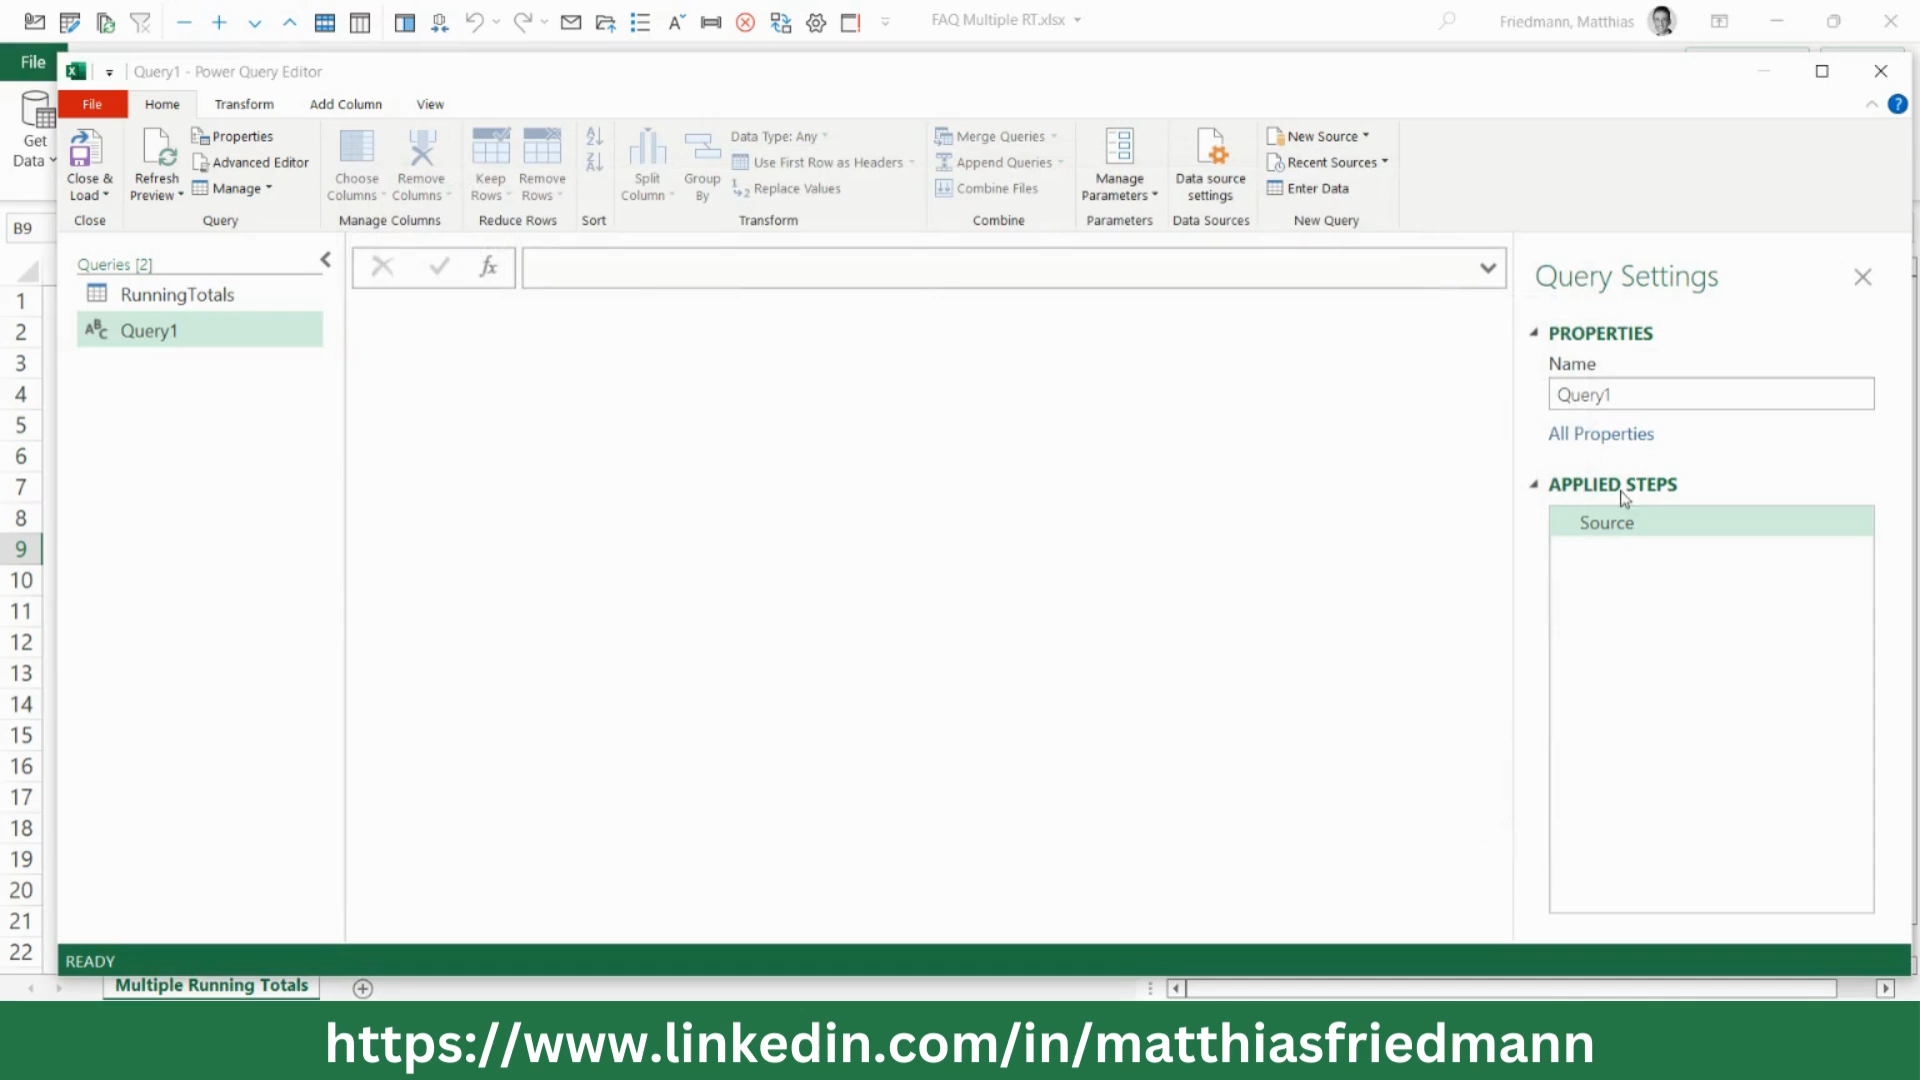 FAQ Multiple RT.xlsx
Friedmann, Matthias
File
Query1 - Power Query Editor
File Home Transform Add Column View
Get Data
Close & Load
Close
Refresh Preview
Properties
Advanced Editor
Manage
Query
Choose Columns
Remove Columns
Manage Columns
Keep Rows
Remove Rows
Reduce Rows
Sort
Split Column
Group By
Data Type: Any
Use First Row as Headers
Replace Values
Transform
Merge Queries
Append Queries
Combine Files
Combine
Manage Parameters
Parameters
Data source settings
Data Sources
New Source
Recent Sources
Enter Data
New Query
B9
Queries [2]
RunningTotals
Query1
fx
Query Settings
PROPERTIES
Name
Query1
All Properties
APPLIED STEPS
Source
1
2
3
4
5
6
7
8
9
10
11
12
13
14
15
16
17
18
19
20
21
22
READY
Multiple Running Totals
https://www.linkedin.com/in/matthiasfriedmann